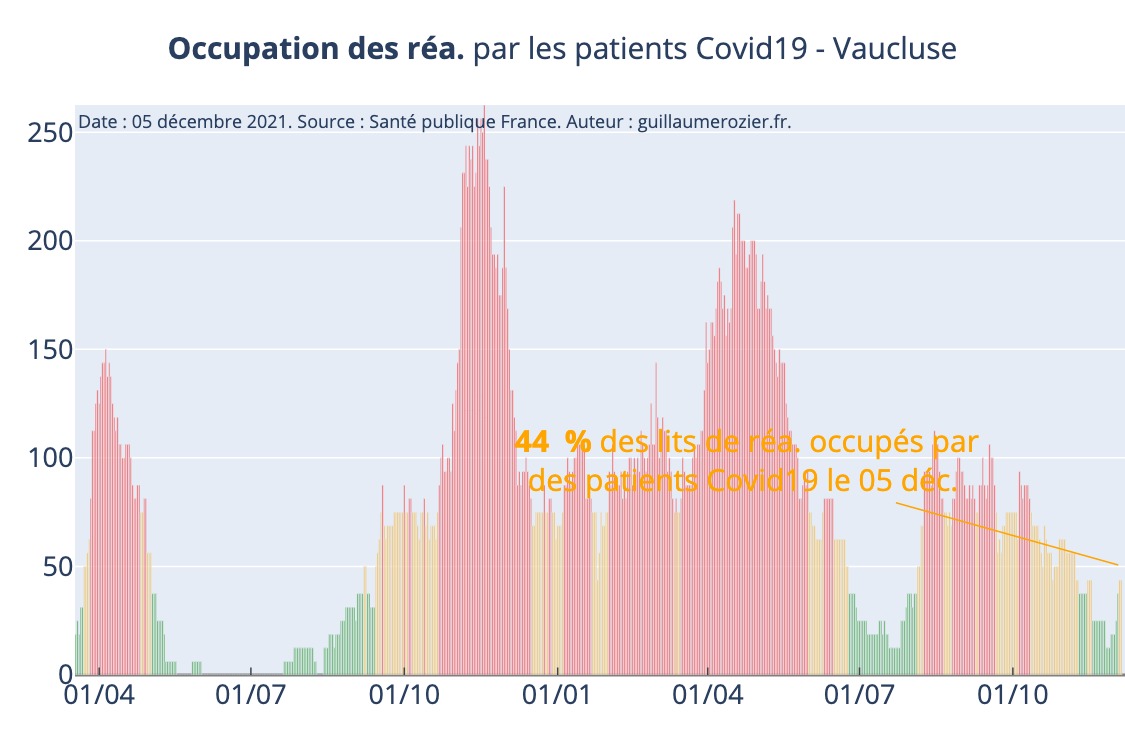 Occupation des réa. par les patients Covid19 - Vaucluse
Date : 05 décembre 2021. Source : Santé publique France. Auteur : guillaumerozier.fr.
250
200
150
100
50
0
44 % des lits de réa. occupés par
des patients Covid19 le 05 déc.
01/04 01/07 01/10 01/01 01/04 01/07 01/10